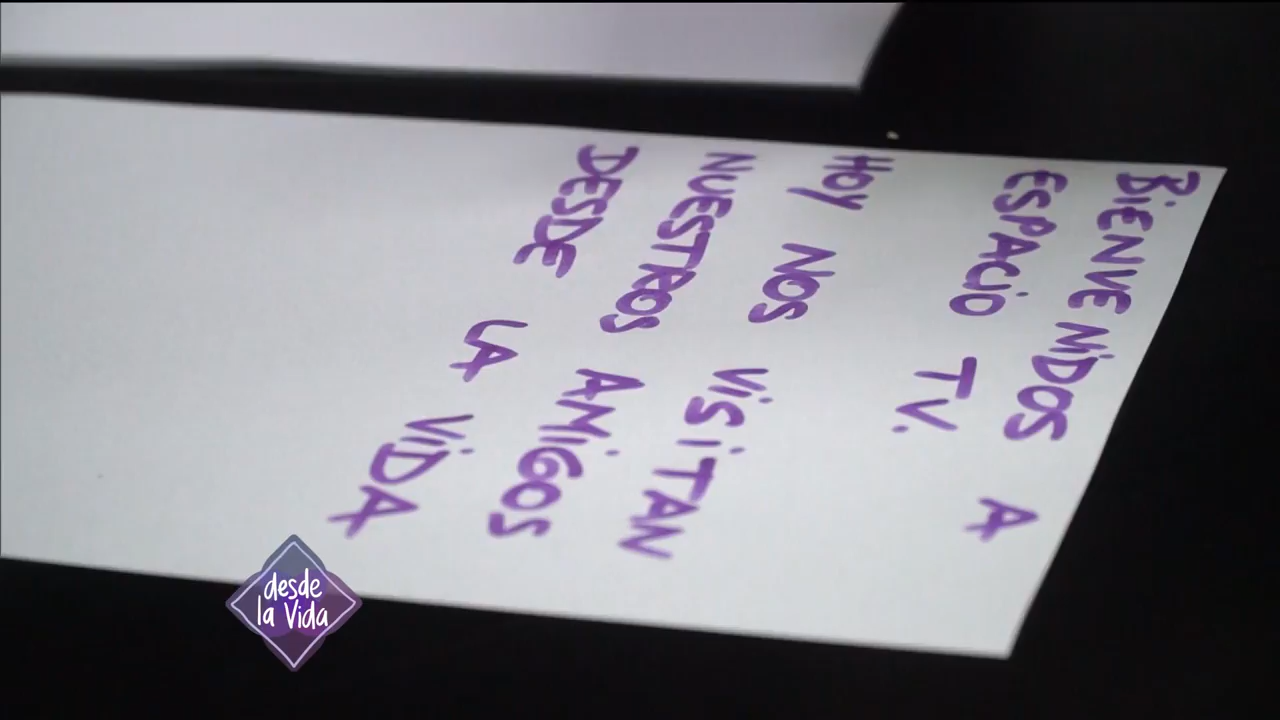 BiENVENiDOS A
ESPACiO TV.
HOY NOS ViSiTAN
NUESTROS AMiGOS
DESDE LA ViDA
desde
la Vida